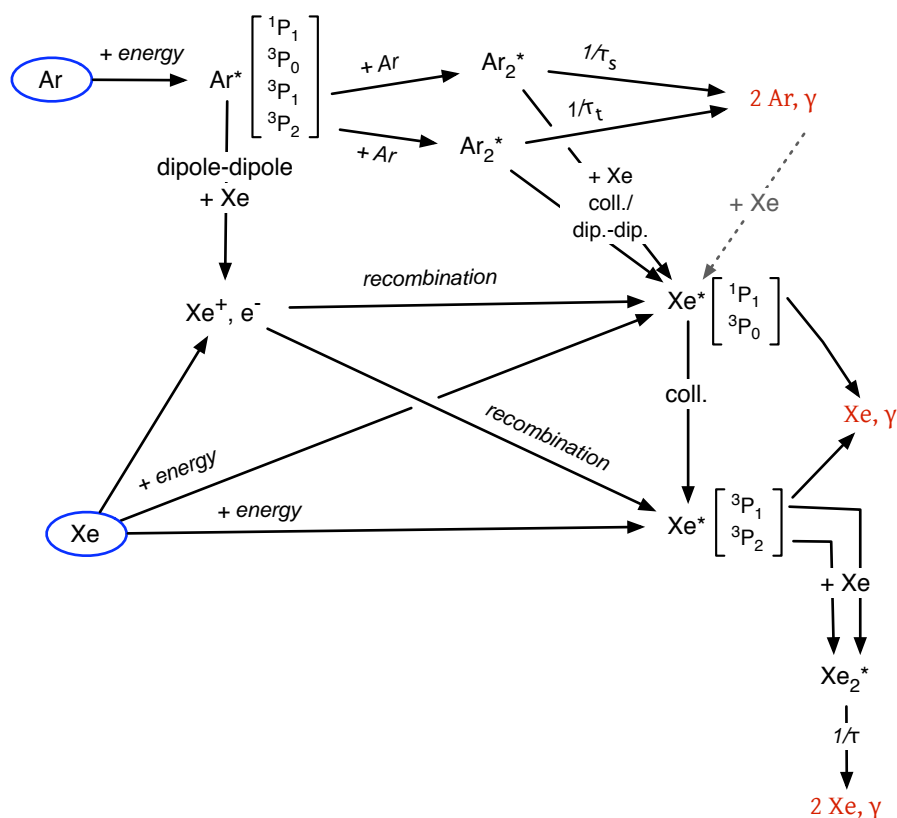 + energy
Ar
Ar*
¹P₁
³P₀
³P₁
³P₂
+ Ar
+ Ar
Ar₂*
Ar₂*
1/τₛ
1/τₜ
2 Ar, γ
dipole-dipole
+ Xe
+ Xe
coll./
dip.-dip.
+ Xe
Xe⁺, e⁻
recombination
Xe*
¹P₁
³P₀
coll.
Xe, γ
recombination
+ energy
+ energy
Xe
Xe*
³P₁
³P₂
+ Xe
Xe₂*
1/τ
2 Xe, γ